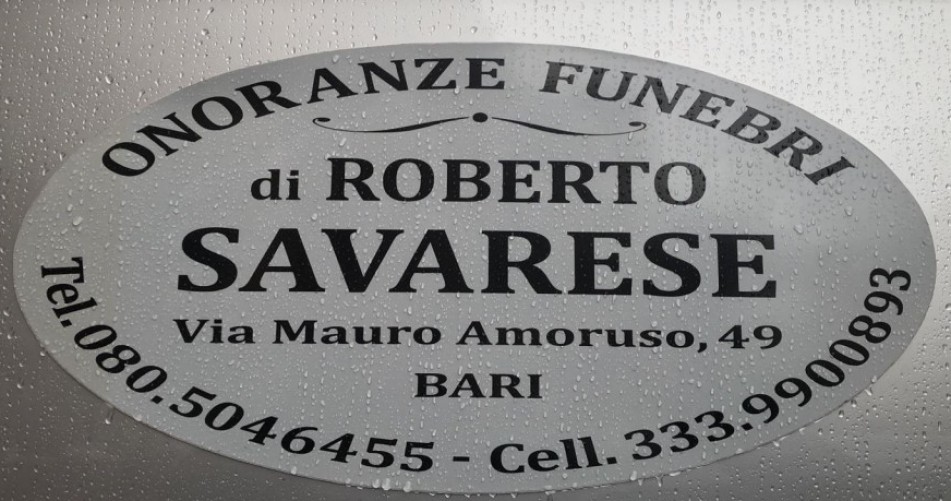 ONORANZE FUNEBRI
di ROBERTO
SAVARESE
Via Mauro Amoruso, 49
BARI
Tel. 080.5046455 - Cell. 333.9900893